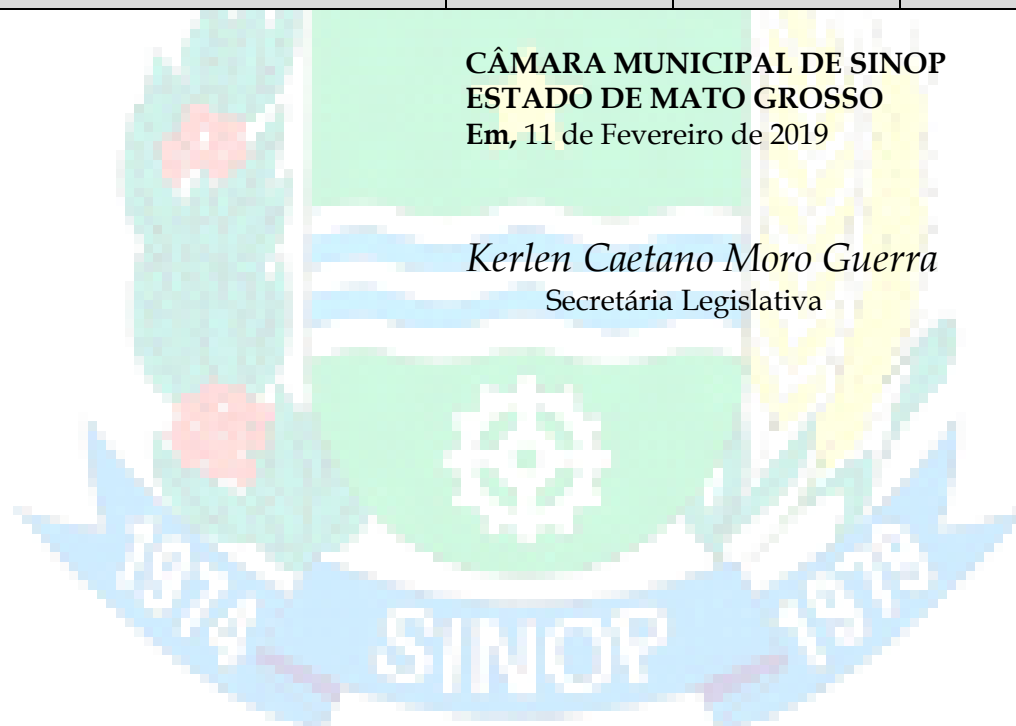 CÂMARA MUNICIPAL DE SINOP
ESTADO DE MATO GROSSO
Em, 11 de Fevereiro de 2019
Kerlen Caetano Moro Guerra
Secretária Legislativa
1974
SINOP
1979